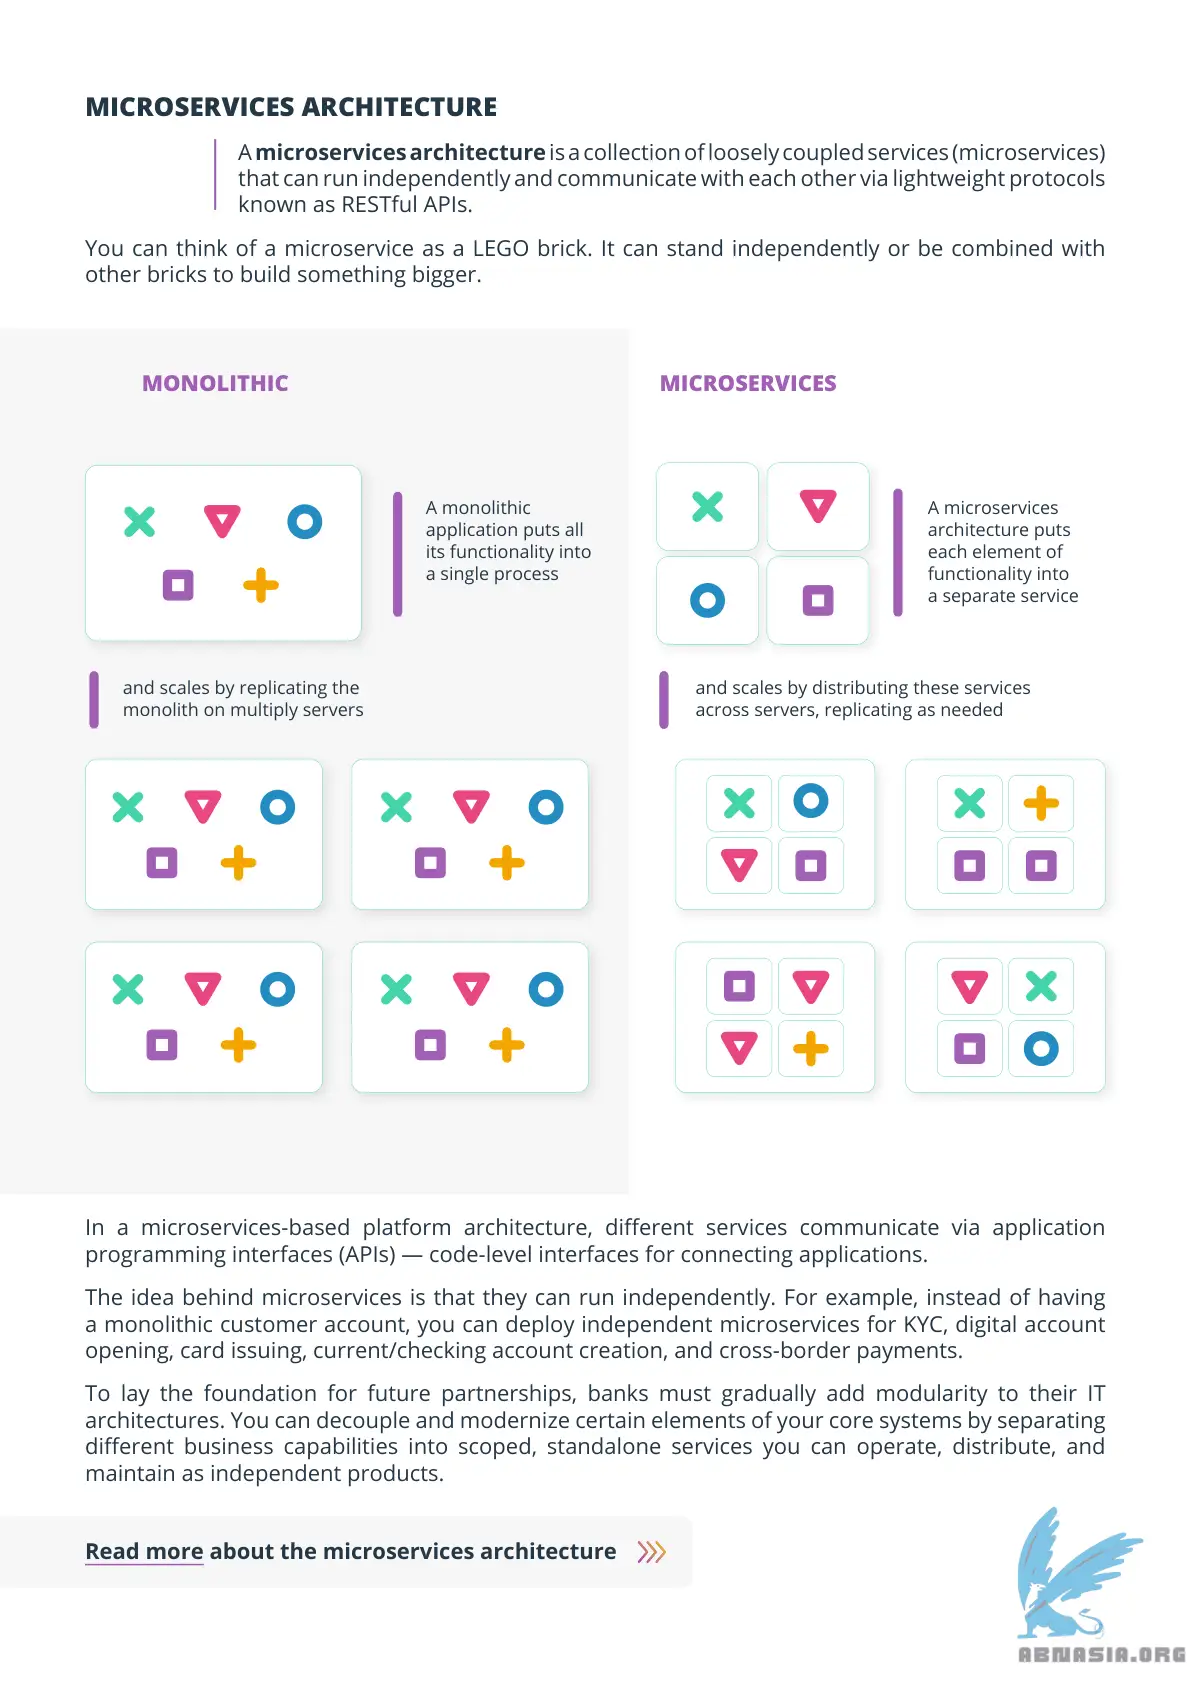 MICROSERVICES ARCHITECTURE
A microservices architecture is a collection of loosely coupled services (microservices)
that can run independently and communicate with each other via lightweight protocols
known as RESTful APIs.
You can think of a microservice as a LEGO brick. It can stand independently or be combined with
other bricks to build something bigger.
MONOLITHIC
A monolithic
application puts all
its functionality into
a single process
and scales by replicating the
monolith on multiply servers
MICROSERVICES
A microservices
architecture puts
each element of
functionality into
a separate service
and scales by distributing these services
across servers, replicating as needed
In a microservices-based platform architecture, different services communicate via application
programming interfaces (APIs) — code-level interfaces for connecting applications.
The idea behind microservices is that they can run independently. For example, instead of having
a monolithic customer account, you can deploy independent microservices for KYC, digital account
opening, card issuing, current/checking account creation, and cross-border payments.
To lay the foundation for future partnerships, banks must gradually add modularity to their IT
architectures. You can decouple and modernize certain elements of your core systems by separating
different business capabilities into scoped, standalone services you can operate, distribute, and
maintain as independent products.
Read more about the microservices architecture
ABNASIA.ORG